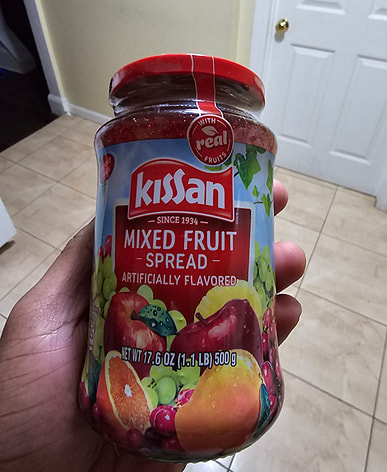 WITH
real
FRUITS
KISSAN
SINCE 1934
MIXED FRUIT
SPREAD
ARTIFICIALLY FLAVORED
NET WT 17.6 OZ (1.1 LB) 500g